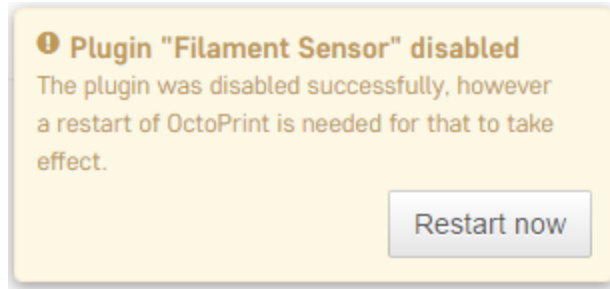 Plugin "Filament Sensor" disabled
The plugin was disabled successfully, however
a restart of OctoPrint is needed for that to take
effect.
Restart now